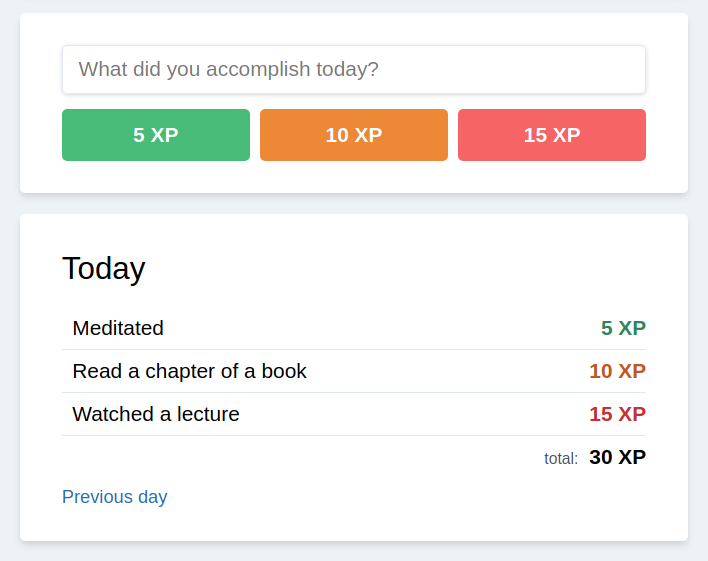 What did you accomplish today?
5 XP 10 XP 15 XP
Today
Meditated 5 XP
Read a chapter of a book 10 XP
Watched a lecture 15 XP
total: 30 XP
Previous day